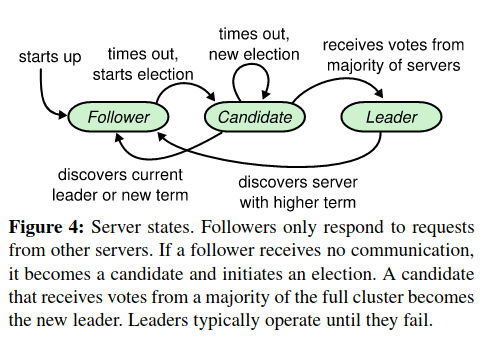 times out,
new election
starts up
times out,
starts election
receives votes from
majority of servers
Follower
Candidate
Leader
discovers current
leader or new term
discovers server
with higher term
Figure 4: Server states. Followers only respond to requests
from other servers. If a follower receives no communication,
it becomes a candidate and initiates an election. A candidate
that receives votes from a majority of the full cluster becomes
the new leader. Leaders typically operate until they fail.